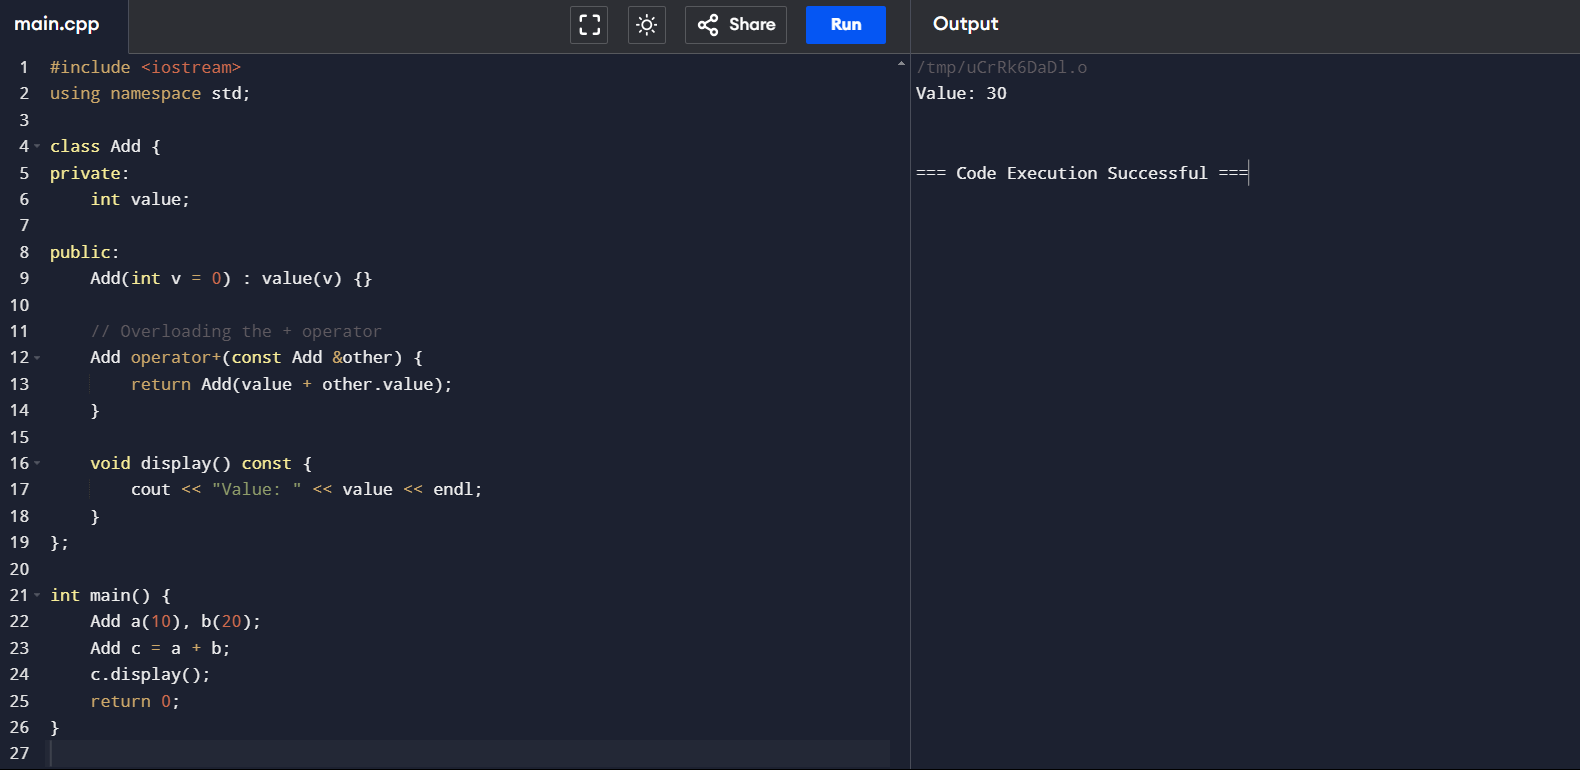 main.cpp
Share
Run
Output
1 #include <iostream>
2 using namespace std;
3
4 class Add {
5 private:
6     int value;
7
8 public:
9     Add(int v = 0) : value(v) {}
10
11     // Overloading the + operator
12     Add operator+(const Add &other) {
13         return Add(value + other.value);
14     }
15
16     void display() const {
17         cout << "Value: " << value << endl;
18     }
19 };
20
21 int main() {
22     Add a(10), b(20);
23     Add c = a + b;
24     c.display();
25     return 0;
26 }
27
/tmp/uCrRk6DaDl.o
Value: 30
=== Code Execution Successful ===